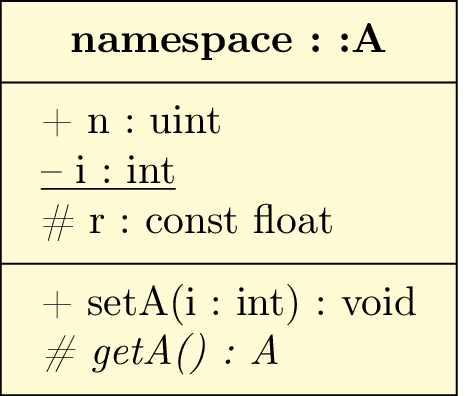 namespace : :A
+ n : uint
– i : int
# r : const float
+ setA(i : int) : void
# getA() : A